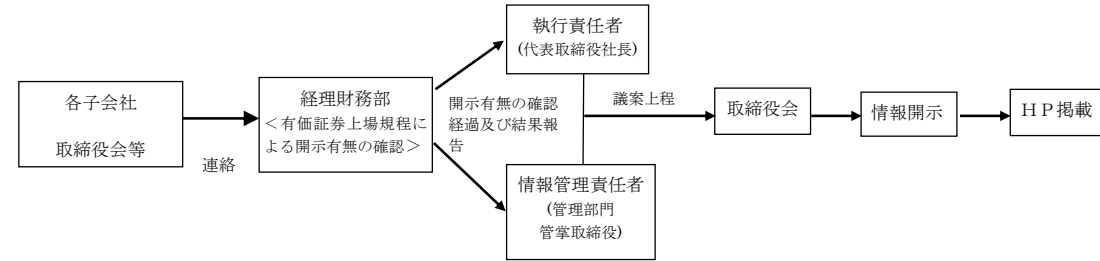 各子会社
取締役会等
連絡
経理財務部
＜有価証券上場規程に
よる開示有無の確認＞
開示有無の確認
経過及び結果報
告
執行責任者
(代表取締役社長)
情報管理責任者
(管理部門
管掌取締役)
議案上程
取締役会
情報開示
ＨＰ掲載